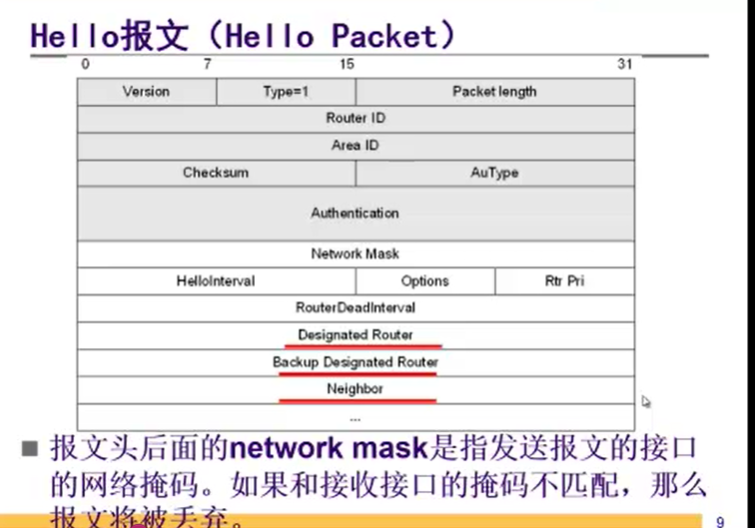 Hello报文（Hello Packet）
0 7 15 31
Version Type=1 Packet length
Router ID
Area ID
Checksum AuType
Authentication
Network Mask
HelloInterval Options Rtr Pri
RouterDeadInterval
Designated Router
Backup Designated Router
Neighbor
...
■ 报文头后面的network mask是指发送报文的接口
的网络掩码。如果和接收接口的掩码不匹配，那么
报文将被丢弃。
9